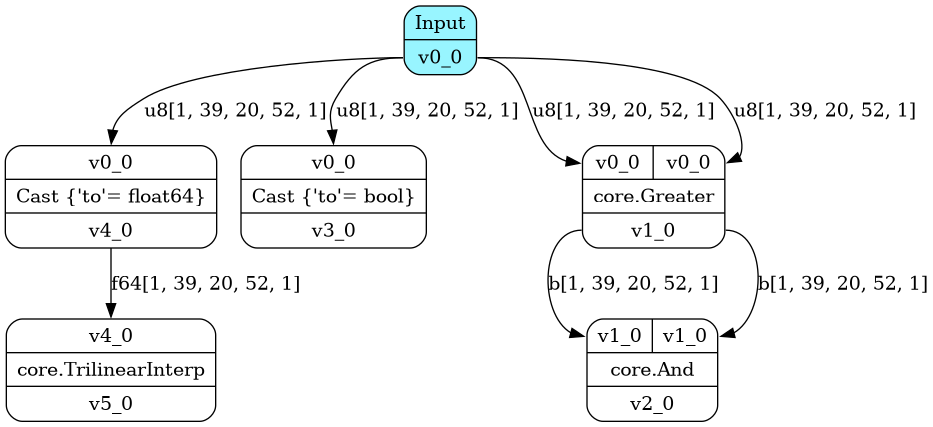 Input
v0_0
u8[1, 39, 20, 52, 1] u8[1, 39, 20, 52, 1] u8[1, 39, 20, 52, 1] u8[1, 39, 20, 52, 1]
v0_0 v0_0 v0_0 v0_0
Cast {'to'= float64} Cast {'to'= bool} core.Greater
v4_0 v3_0 v1_0
f64[1, 39, 20, 52, 1] b[1, 39, 20, 52, 1] b[1, 39, 20, 52, 1]
v4_0 v1_0 v1_0
core.TrilinearInterp core.And
v5_0 v2_0